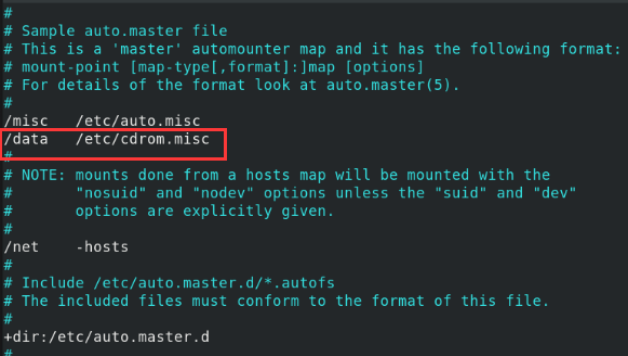 #
# Sample auto.master file
# This is a 'master' automounter map and it has the following format:
# mount-point [map-type[,format]:]map [options]
# For details of the format look at auto.master(5).
#
/misc   /etc/auto.misc
/data   /etc/cdrom.misc
#
# NOTE: mounts done from a hosts map will be mounted with the
#       "nosuid" and "nodev" options unless the "suid" and "dev"
#       options are explicitly given.
#
/net    -hosts
#
# Include /etc/auto.master.d/*.autofs
# The included files must conform to the format of this file.
#
+dir:/etc/auto.master.d
#